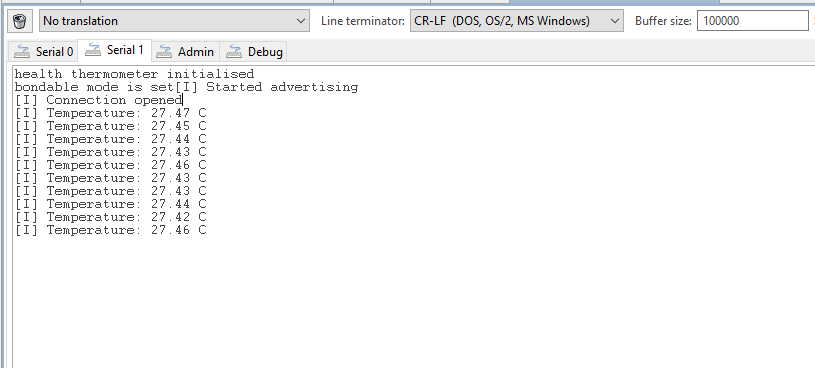 No translation Line terminator: CR-LF (DOS, OS/2, MS Windows) Buffer size: 100000
Serial 0 Serial 1 Admin Debug
health thermometer initialised
bondable mode is set[I] Started advertising
[I] Connection opened
[I] Temperature: 27.47 C
[I] Temperature: 27.45 C
[I] Temperature: 27.44 C
[I] Temperature: 27.43 C
[I] Temperature: 27.46 C
[I] Temperature: 27.43 C
[I] Temperature: 27.43 C
[I] Temperature: 27.44 C
[I] Temperature: 27.42 C
[I] Temperature: 27.46 C